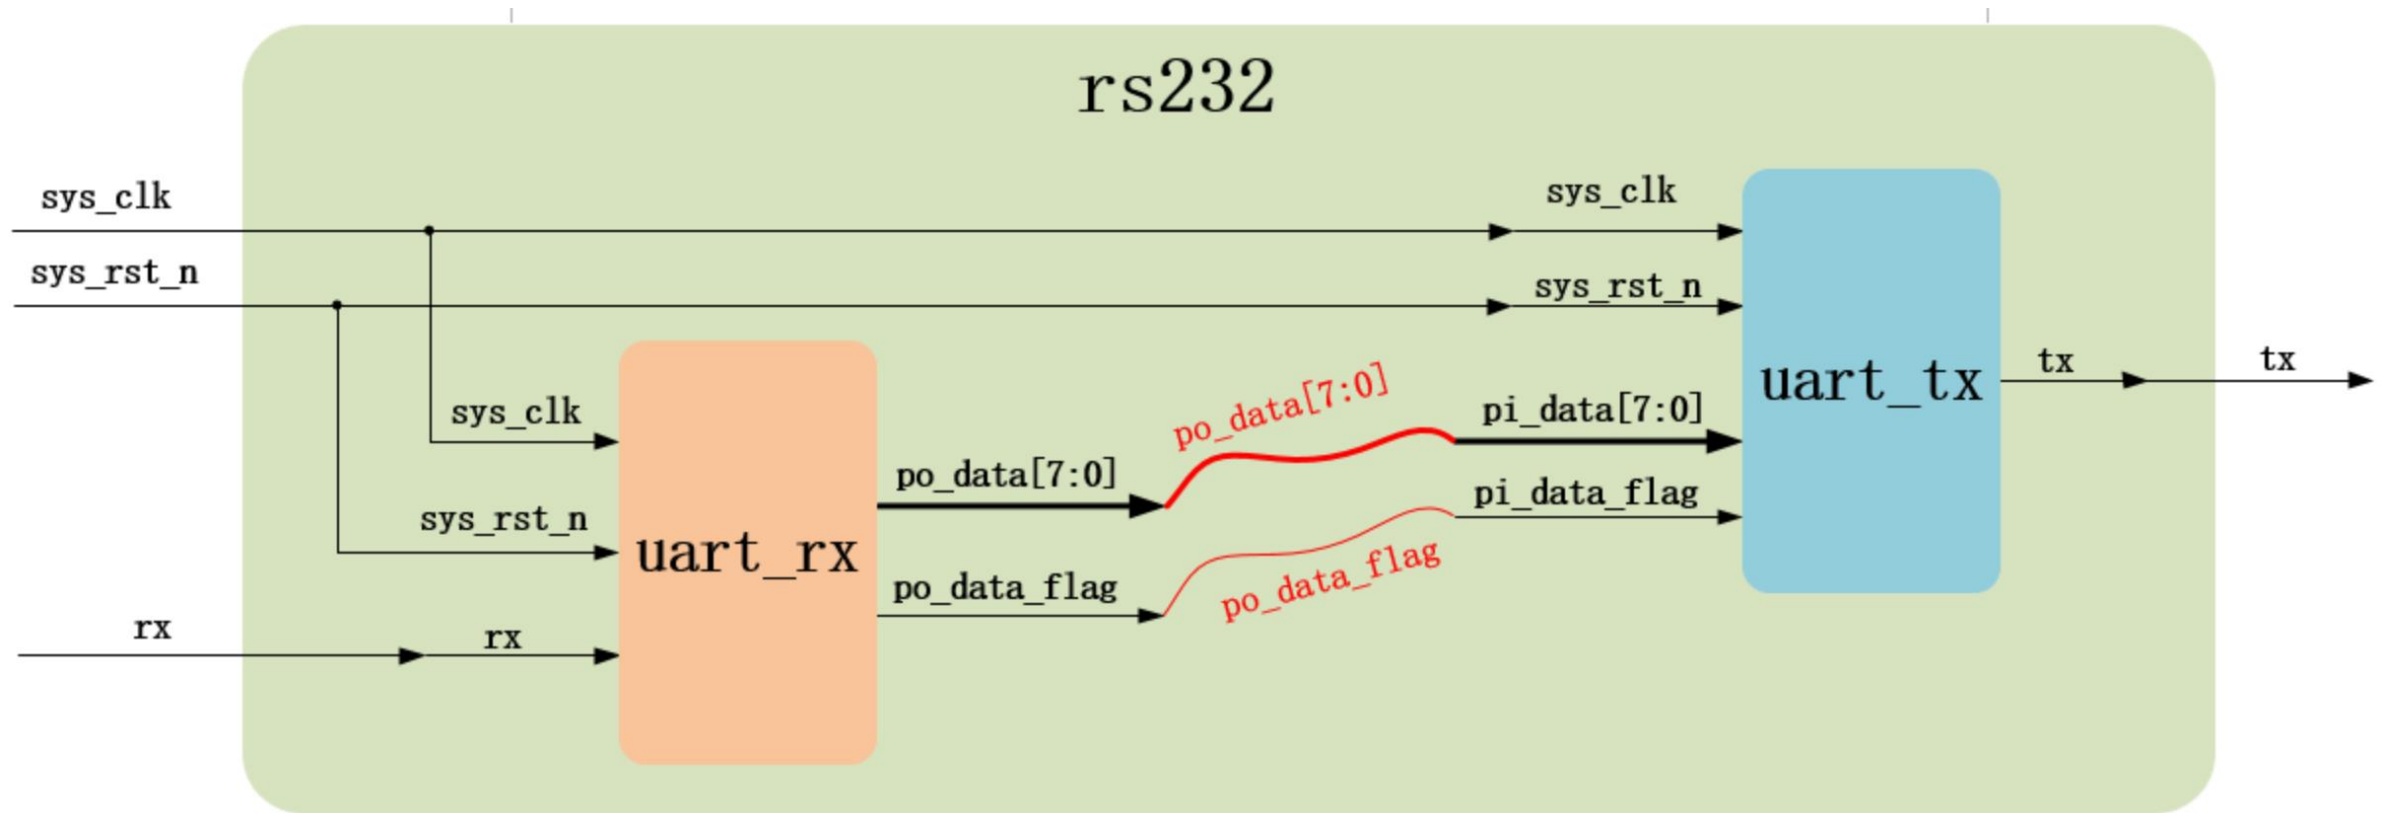 rs232
sys_clk
sys_clk
sys_rst_n
sys_rst_n
uart_tx
tx
tx
po_data[7:0]
pi_data[7:0]
sys_clk
po_data[7:0]
pi_data_flag
sys_rst_n
uart_rx
po_data_flag
po_data_flag
rx
rx